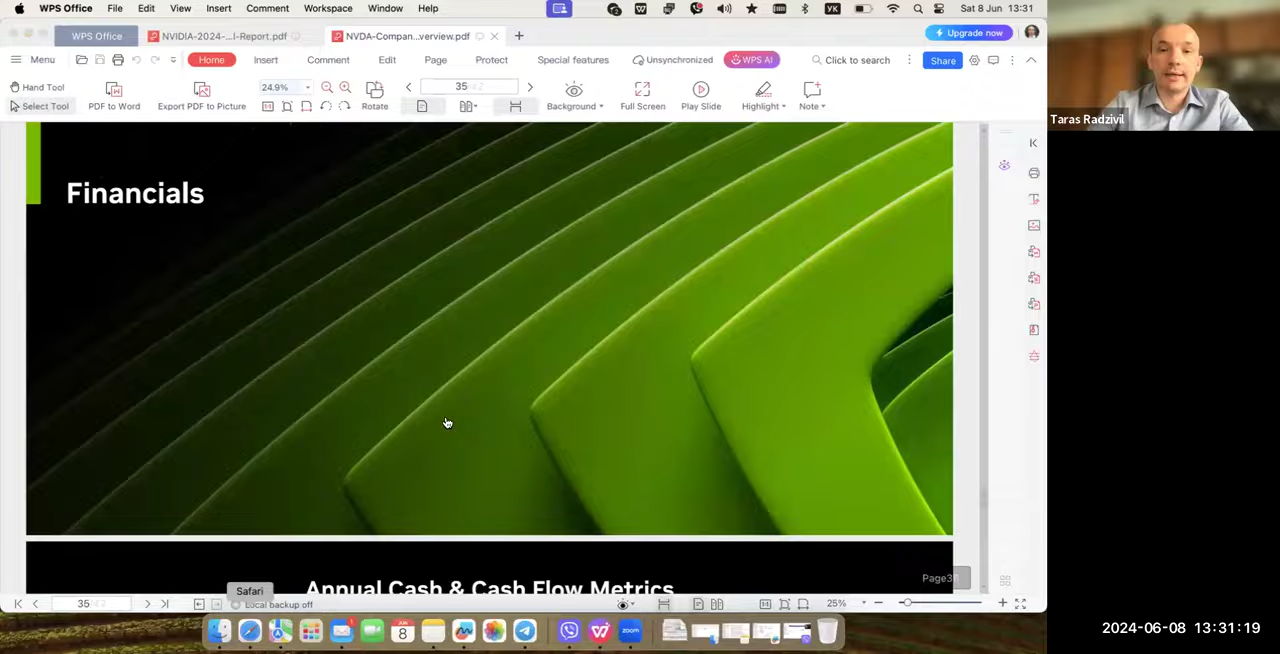 WPS Office File Edit View Insert Comment Workspace Window Help
УК
Sat 8 Jun 13:31
WPS Office
NVIDIA-2024-...l-Report.pdf
NVDA-Compan...verview.pdf
Upgrade now
Menu
Home Insert Comment Edit Page Protect Special features
Unsynchronized
WPS AI
Click to search
Share
Hand Tool
Select Tool
PDF to Word
Export PDF to Picture
24.9%
Rotate
35
Background
Full Screen
Play Slide
Highlight
Note
Taras Radzivil
Financials
Annual Cash & Cash Flow Metrics
Safari
35
Local backup off
25%
JUN
8
zoom
2024-06-08 13:31:19